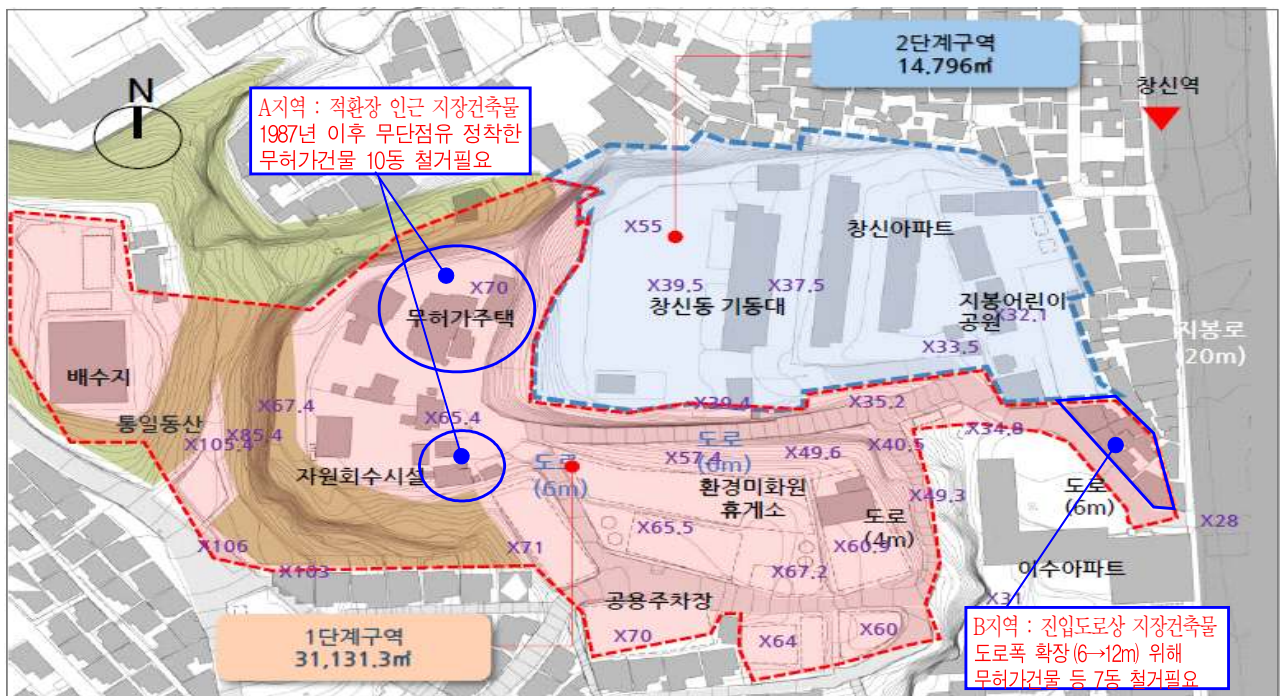 2단계구역
14,796㎡
창신역
N
A지역 : 적환장 인근 지장건축물
1987년 이후 무단점유 정착한
무허가건물 10동 철거필요
X55
창신아파트
X70
X39.5
X37.5
무허가주택
창신동 기동대
지봉어린이
공원
X32.1
X33.5
지봉로
(20m)
배수지
통일동산
X67.4
X65.4
X39.4
X35.2
X105.4
X85.4
X34.8
도로
(6m)
X57.4
X49.6
X40.5
자원회수시설
도로
(6m)
환경미화원
휴게소
X49.3
도로
(6m)
X65.5
도로
(4m)
X60.9
X28
X106
X71
X103
X67.2
이수아파트
공용주차장
X31
X70
X64
X60
1단계구역
31,131.3㎡
B지역 : 진입도로상 지장건축물
도로폭 확장(6→12m) 위해
무허가건물 등 7동 철거필요